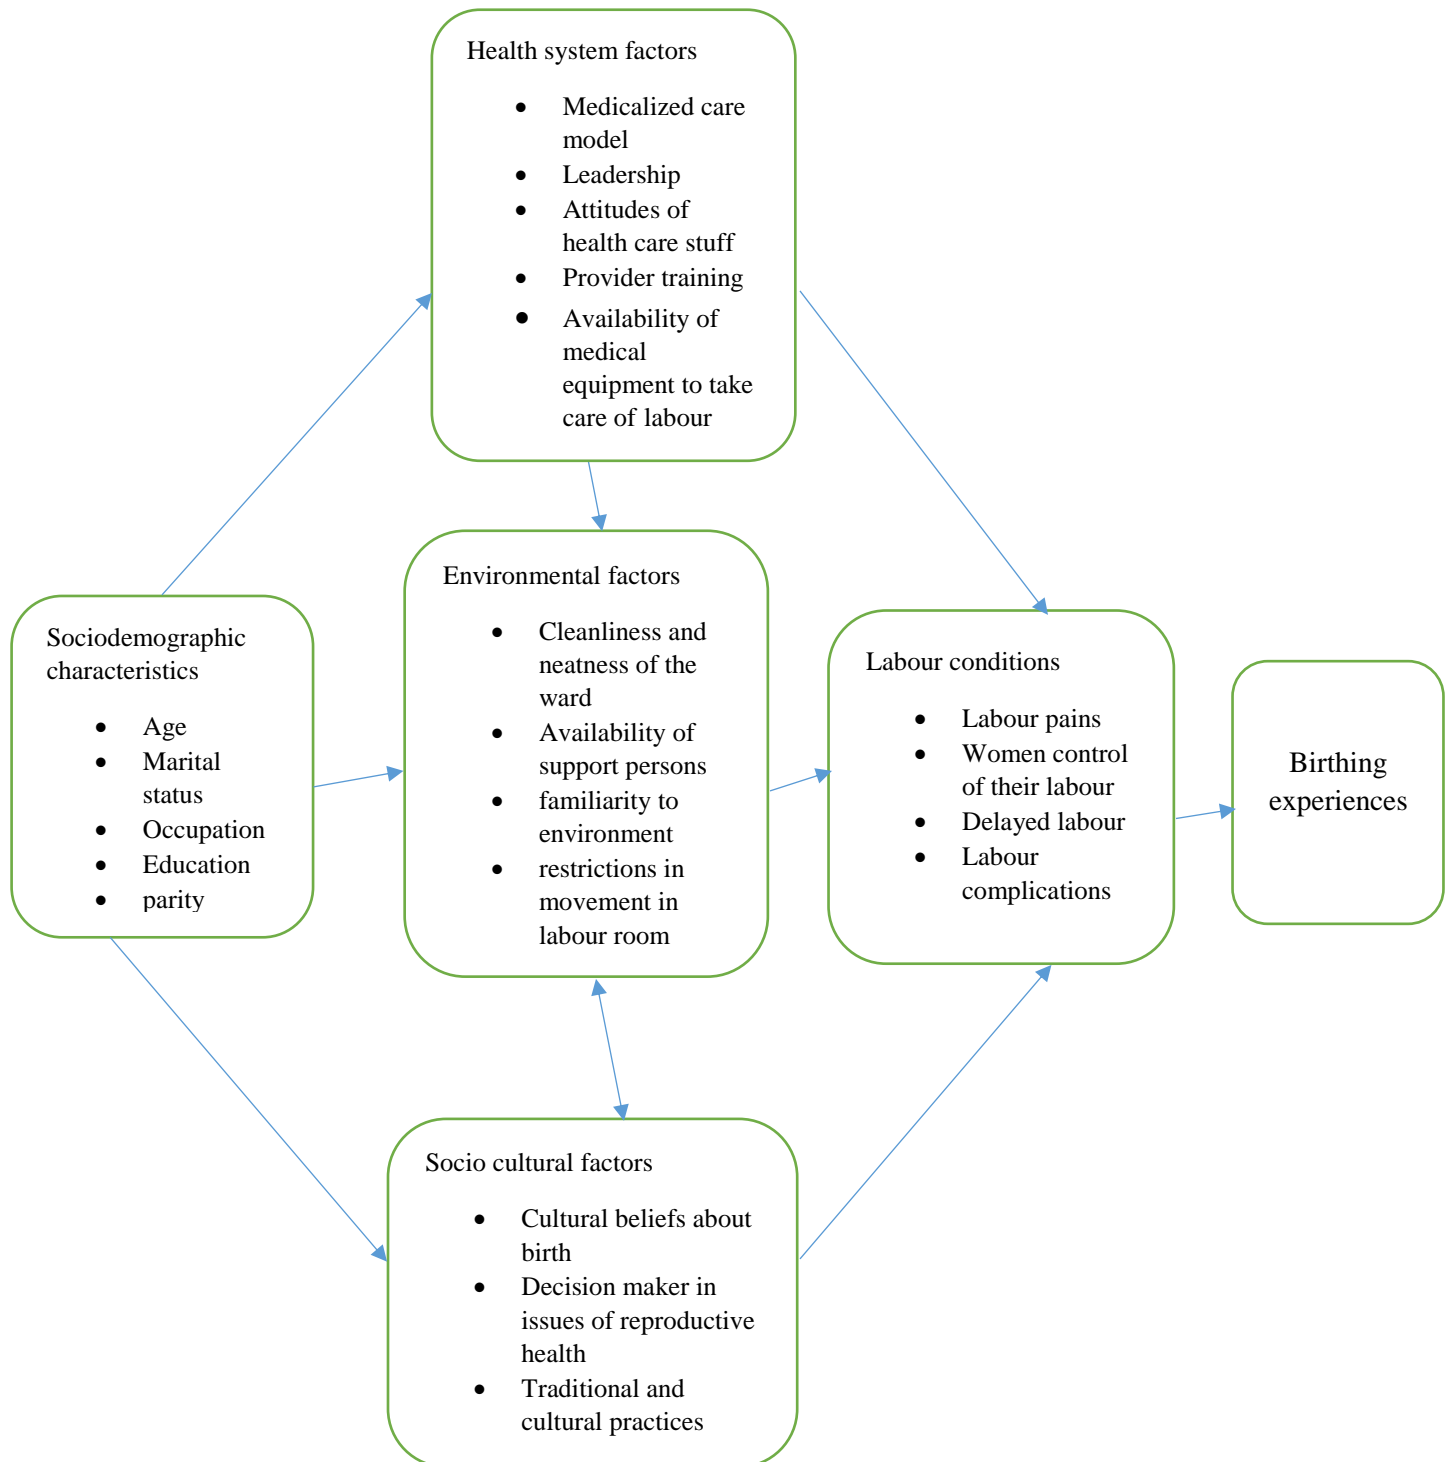 Health system factors
• Medicalized care
model
• Leadership
• Attitudes of
health care stuff
• Provider training
• Availability of
medical
equipment to take
care of labour
Environmental factors
• Cleanliness and
neatness of the
ward
• Availability of
support persons
• familiarity to
environment
• restrictions in
movement in
labour room
Sociodemographic
characteristics
• Age
• Marital
status
• Occupation
• Education
• parity
Labour conditions
• Labour pains
• Women control
of their labour
• Delayed labour
• Labour
complications
Birthing
experiences
Socio cultural factors
• Cultural beliefs about
birth
• Decision maker in
issues of reproductive
health
• Traditional and
cultural practices